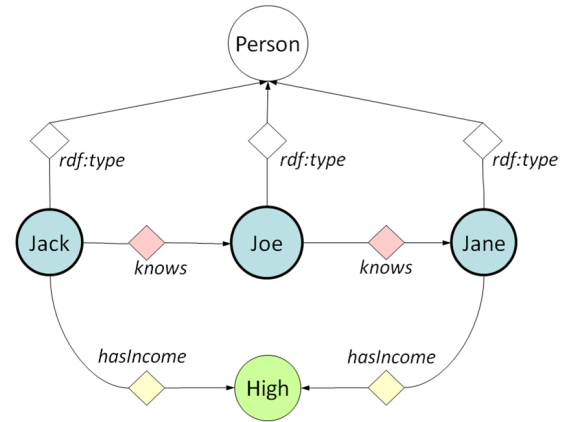 Person
rdf:type
rdf:type
rdf:type
Jack
Joe
Jane
knows
knows
hasIncome
hasIncome
High